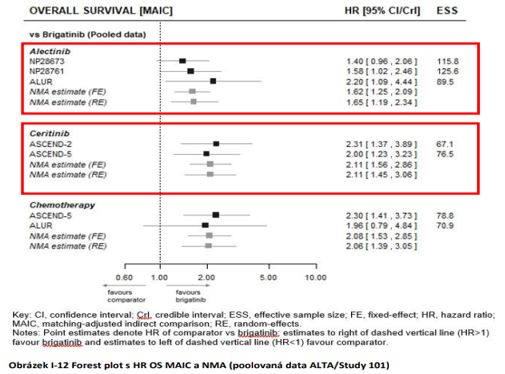 OVERALL SURVIVAL [MAIC] HR [95% CI/CrI] ESS
vs Brigatinib (Pooled data)
Alectinib
NP28673 1.40 [ 0.96 , 2.06 ] 115.8
NP28761 1.58 [ 1.02 , 2.46 ] 125.6
ALUR 2.20 [ 1.09 , 4.44 ] 89.5
NMA estimate (FE) 1.62 [ 1.25 , 2.09 ]
NMA estimate (RE) 1.65 [ 1.19 , 2.34 ]
Ceritinib
ASCEND-2 2.31 [ 1.37 , 3.89 ] 67.1
ASCEND-5 2.00 [ 1.23 , 3.23 ] 76.5
NMA estimate (FE) 2.11 [ 1.56 , 2.86 ]
NMA estimate (RE) 2.11 [ 1.45 , 3.06 ]
Chemotherapy
ASCEND-5 2.30 [ 1.41 , 3.73 ] 78.8
ALUR 1.96 [ 0.79 , 4.84 ] 70.9
NMA estimate (FE) 2.08 [ 1.53 , 2.85 ]
NMA estimate (RE) 2.06 [ 1.39 , 3.05 ]
0.60 1.00 2.00 5.00 10.00
favours comparator
favours brigatinib
Key: CI, confidence interval; CrI, credible interval; ESS, effective sample size; FE, fixed-effect; HR, hazard ratio;
MAIC, matching-adjusted indirect comparison; RE, random-effects.
Notes: Point estimates denote HR of comparator vs brigatinib; estimates to right of dashed vertical line (HR>1)
favour brigatinib and estimates to left of dashed vertical line (HR<1) favour comparator.
Obrázek I-12 Forest plot s HR OS MAIC a NMA (poolovaná data ALTA/Study 101)